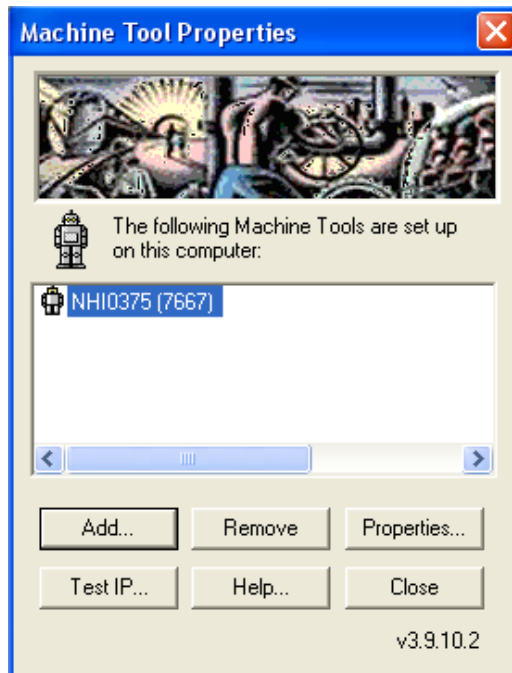 Machine Tool Properties
The following Machine Tools are set up
on this computer:
NHI0375 (7667)
Add...
Remove
Properties...
Test IP...
Help...
Close
v3.9.10.2